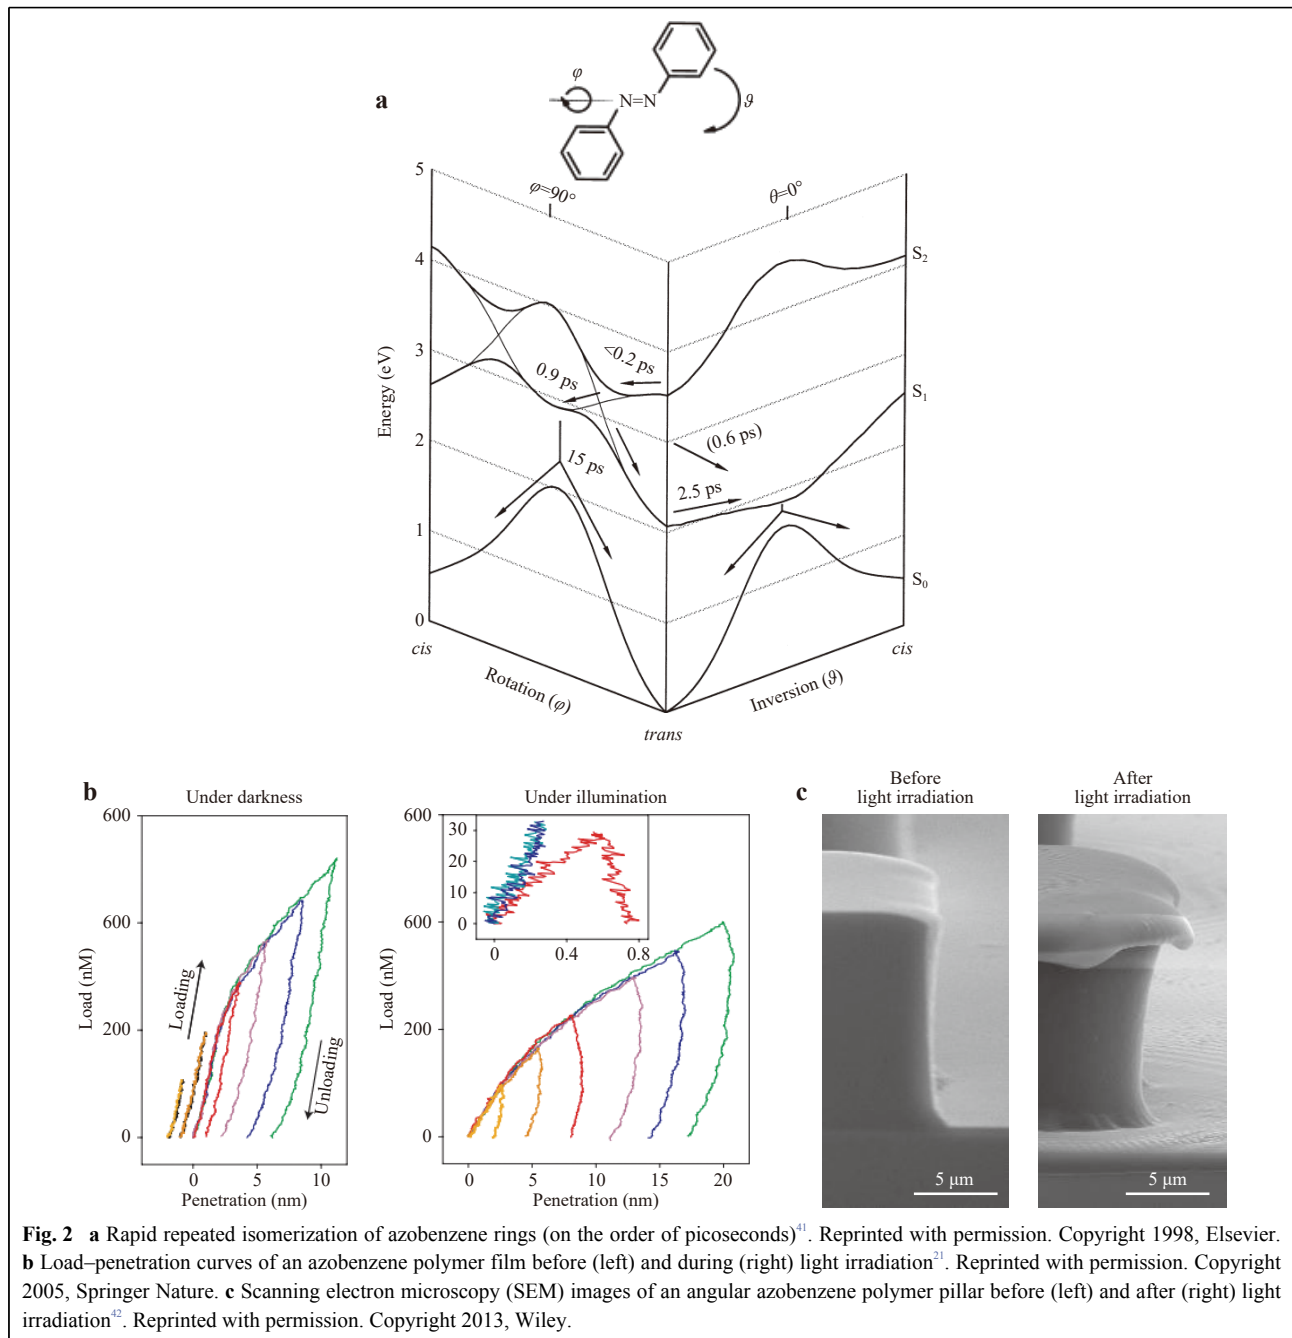 a
φ
N=N
ϑ
5
4
3
2
1
0
Energy (eV)
φ=90°
θ=0°
S2
S1
S0
<0.2 ps
0.9 ps
(0.6 ps)
15 ps
2.5 ps
cis
cis
Rotation (φ)
Inversion (ϑ)
trans
b
Under darkness
Under illumination
600
600
200
0
Load (nM)
Loading
Unloading
0
5
10
Penetration (nm)
600
600
200
0
Load (nM)
30
20
10
0
0
0.4
0.8
0
5
10
15
20
Penetration (nm)
c
Before
light irradiation
After
light irradiation
5 μm
5 μm
Fig. 2 a Rapid repeated isomerization of azobenzene rings (on the order of picoseconds)41. Reprinted with permission. Copyright 1998, Elsevier.
b Load–penetration curves of an azobenzene polymer film before (left) and during (right) light irradiation21. Reprinted with permission. Copyright
2005, Springer Nature. c Scanning electron microscopy (SEM) images of an angular azobenzene polymer pillar before (left) and after (right) light
irradiation42. Reprinted with permission. Copyright 2013, Wiley.